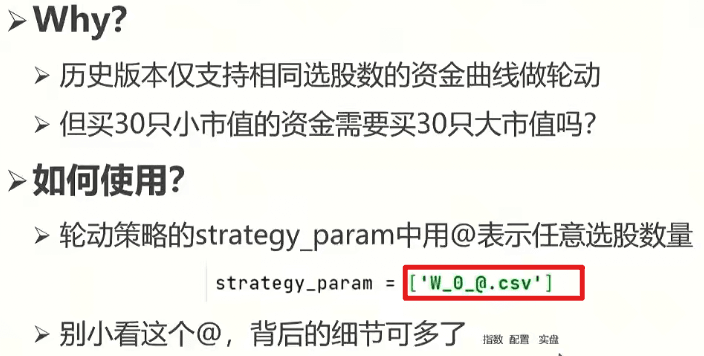 ➢Why?
➢历史版本仅支持相同选股数的资金曲线做轮动
➢但买30只小市值的资金需要买30只大市值吗?
➢如何使用?
➢轮动策略的strategy_param中用@表示任意选股数量
strategy_param = ['W_0_@.csv']
➢别小看这个@，背后的细节可多了 指数 配置 实盘